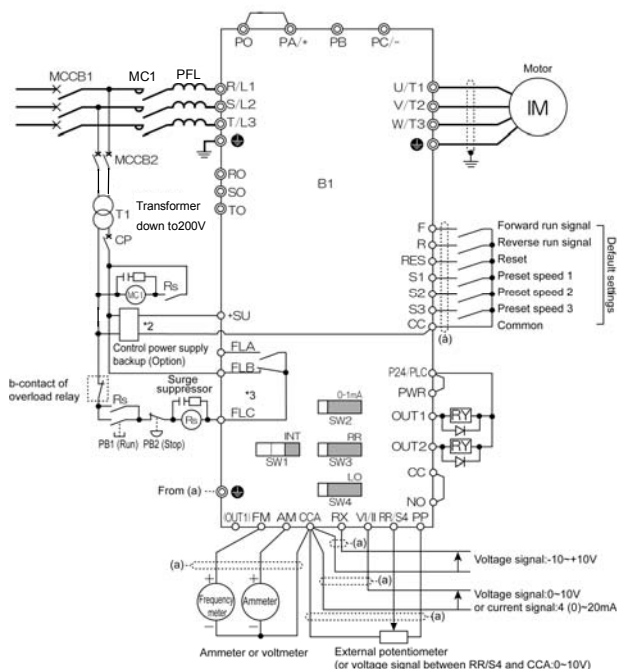 PO PA/+ PB PC/-
MCCB1 MC1 PFL
R/L1
S/L2
T/L3
U/T1
V/T2
W/T3
Motor
IM
MCCB2
RO
SO
TO
B1
Transformer
down to200V
T1
CP
F Forward run signal
R Reverse run signal
RES Reset
S1 Preset speed 1
S2 Preset speed 2
S3 Preset speed 3
CC Common
Default settings
(a)
MC1
Rs
+SU
*2
Control power supply
backup (Option)
FLA
FLB
FLC
*3
b-contact of
overload relay
Rs
Surge
suppressor
Rs
PB1 (Run) PB2 (Stop)
P24/PLC
PWR
OUT1 RY
OUT2 RY
CC
NO
0-1mA
SW2
INT
SW1
RR
SW3
LO
SW4
From (a)
(OUT1) FM AM CCA RX VI/II RR/S4 PP
(a)
(a)
(a)
(a)
+ +
Frequency
meter
Ammeter
− −
Ammeter or voltmeter
Voltage signal:-10~+10V
Voltage signal:0~10V
or current signal:4 (0)~20mA
External potentiometer
(or voltage signal between RR/S4 and CCA:0~10V)